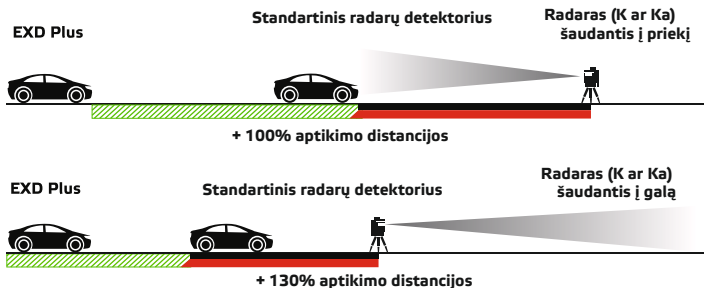 EXD Plus
Standartinis radarų detektorius
Radaras (K ar Ka)
šaudantis į priekį
+ 100% aptikimo distancijos
EXD Plus
Standartinis radarų detektorius
Radaras (K ar Ka)
šaudantis į galą
+ 130% aptikimo distancijos